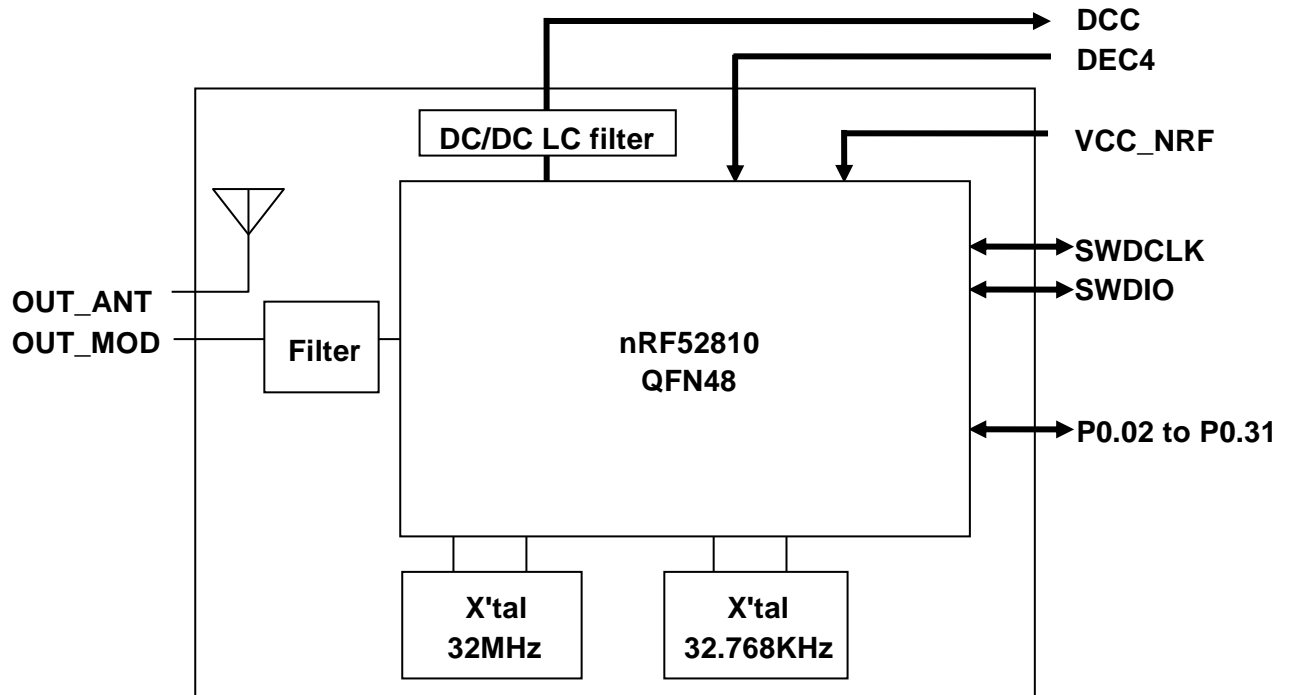 DCC
DEC4
DC/DC LC filter
VCC_NRF
SWDCLK
OUT_ANT
SWDIO
OUT_MOD
Filter
nRF52810
QFN48
P0.02 to P0.31
X'tal
32MHz
X'tal
32.768KHz